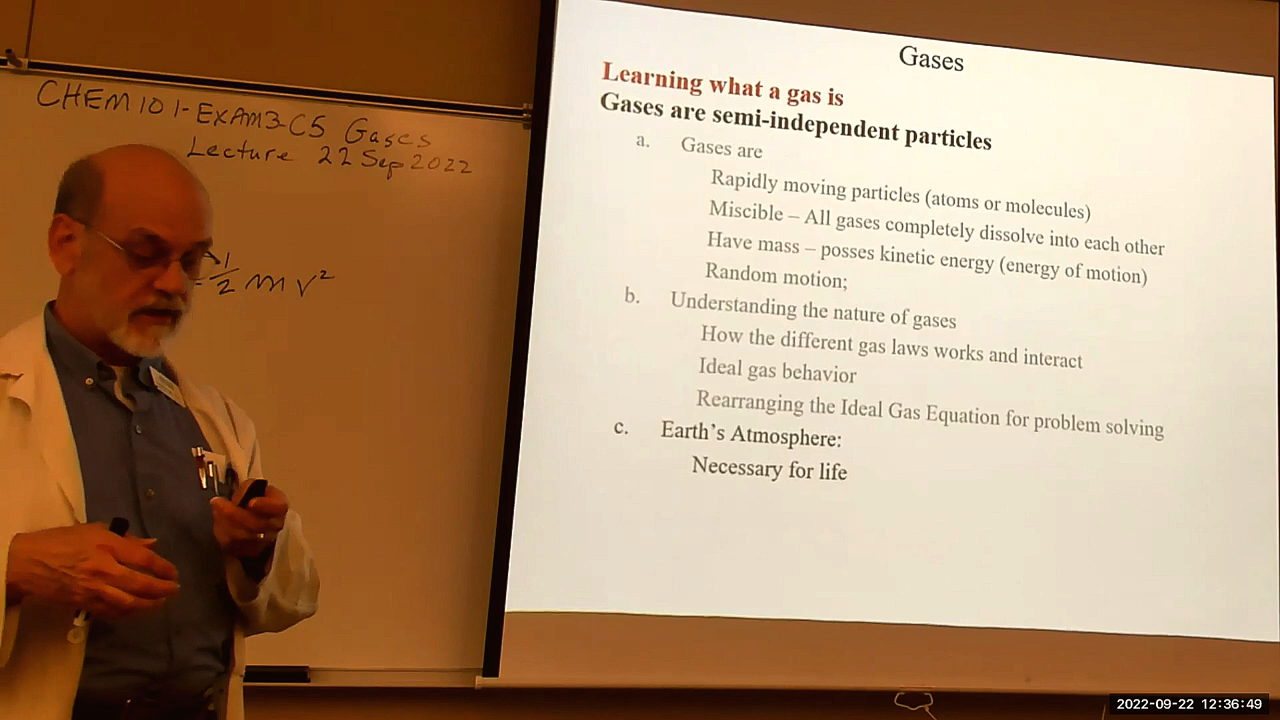 CHEM 101-EXAM3-C5 Gases
Lecture 22 Sep 2022
=1/2 m v²
Gases
Learning what a gas is
Gases are semi-independent particles
a. Gases are
Rapidly moving particles (atoms or molecules)
Miscible – All gases completely dissolve into each other
Have mass – posses kinetic energy (energy of motion)
Random motion;
b. Understanding the nature of gases
How the different gas laws works and interact
Ideal gas behavior
Rearranging the Ideal Gas Equation for problem solving
c. Earth's Atmosphere:
Necessary for life
2022-09-22 12:36:49